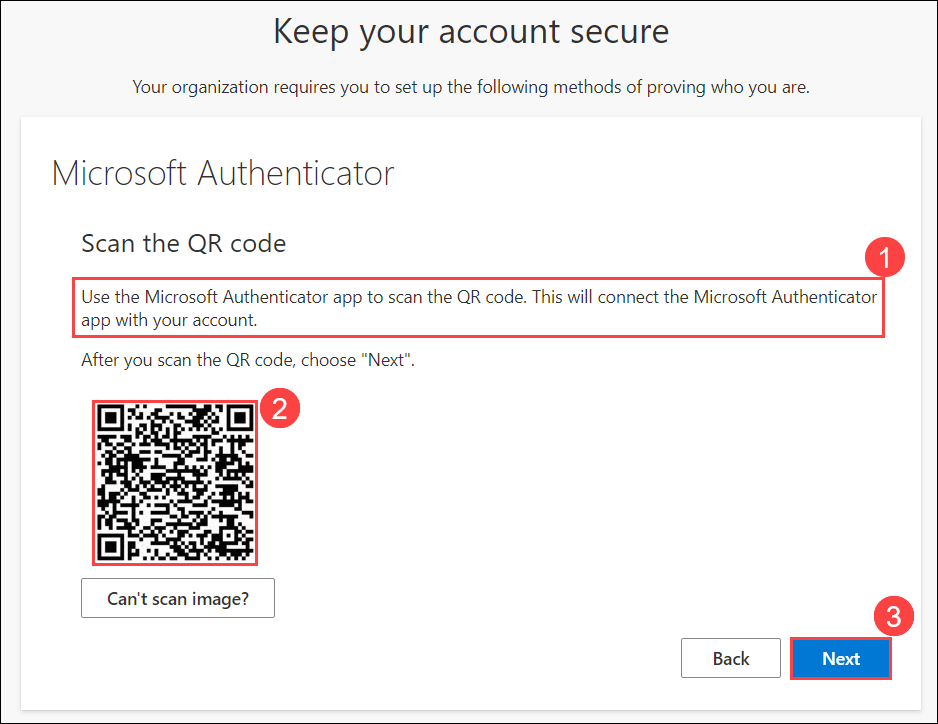 Keep your account secure
Your organization requires you to set up the following methods of proving who you are.
Microsoft Authenticator
Scan the QR code
1
Use the Microsoft Authenticator app to scan the QR code. This will connect the Microsoft Authenticator
app with your account.
After you scan the QR code, choose "Next".
2
Can't scan image?
3
Back
Next